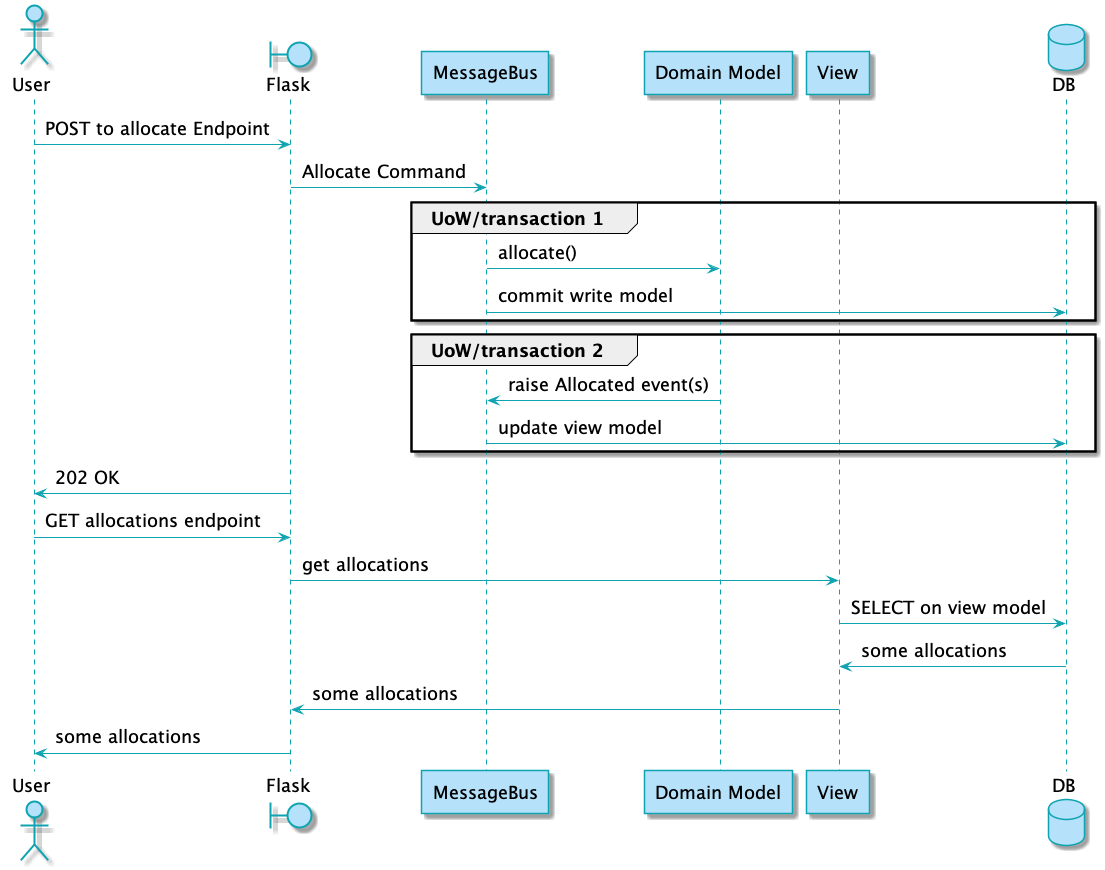 User
Flask
MessageBus
Domain Model
View
DB
POST to allocate Endpoint
Allocate Command
UoW/transaction 1
allocate()
commit write model
UoW/transaction 2
raise Allocated event(s)
update view model
202 OK
GET allocations endpoint
get allocations
SELECT on view model
some allocations
some allocations
some allocations
User
Flask
MessageBus
Domain Model
View
DB